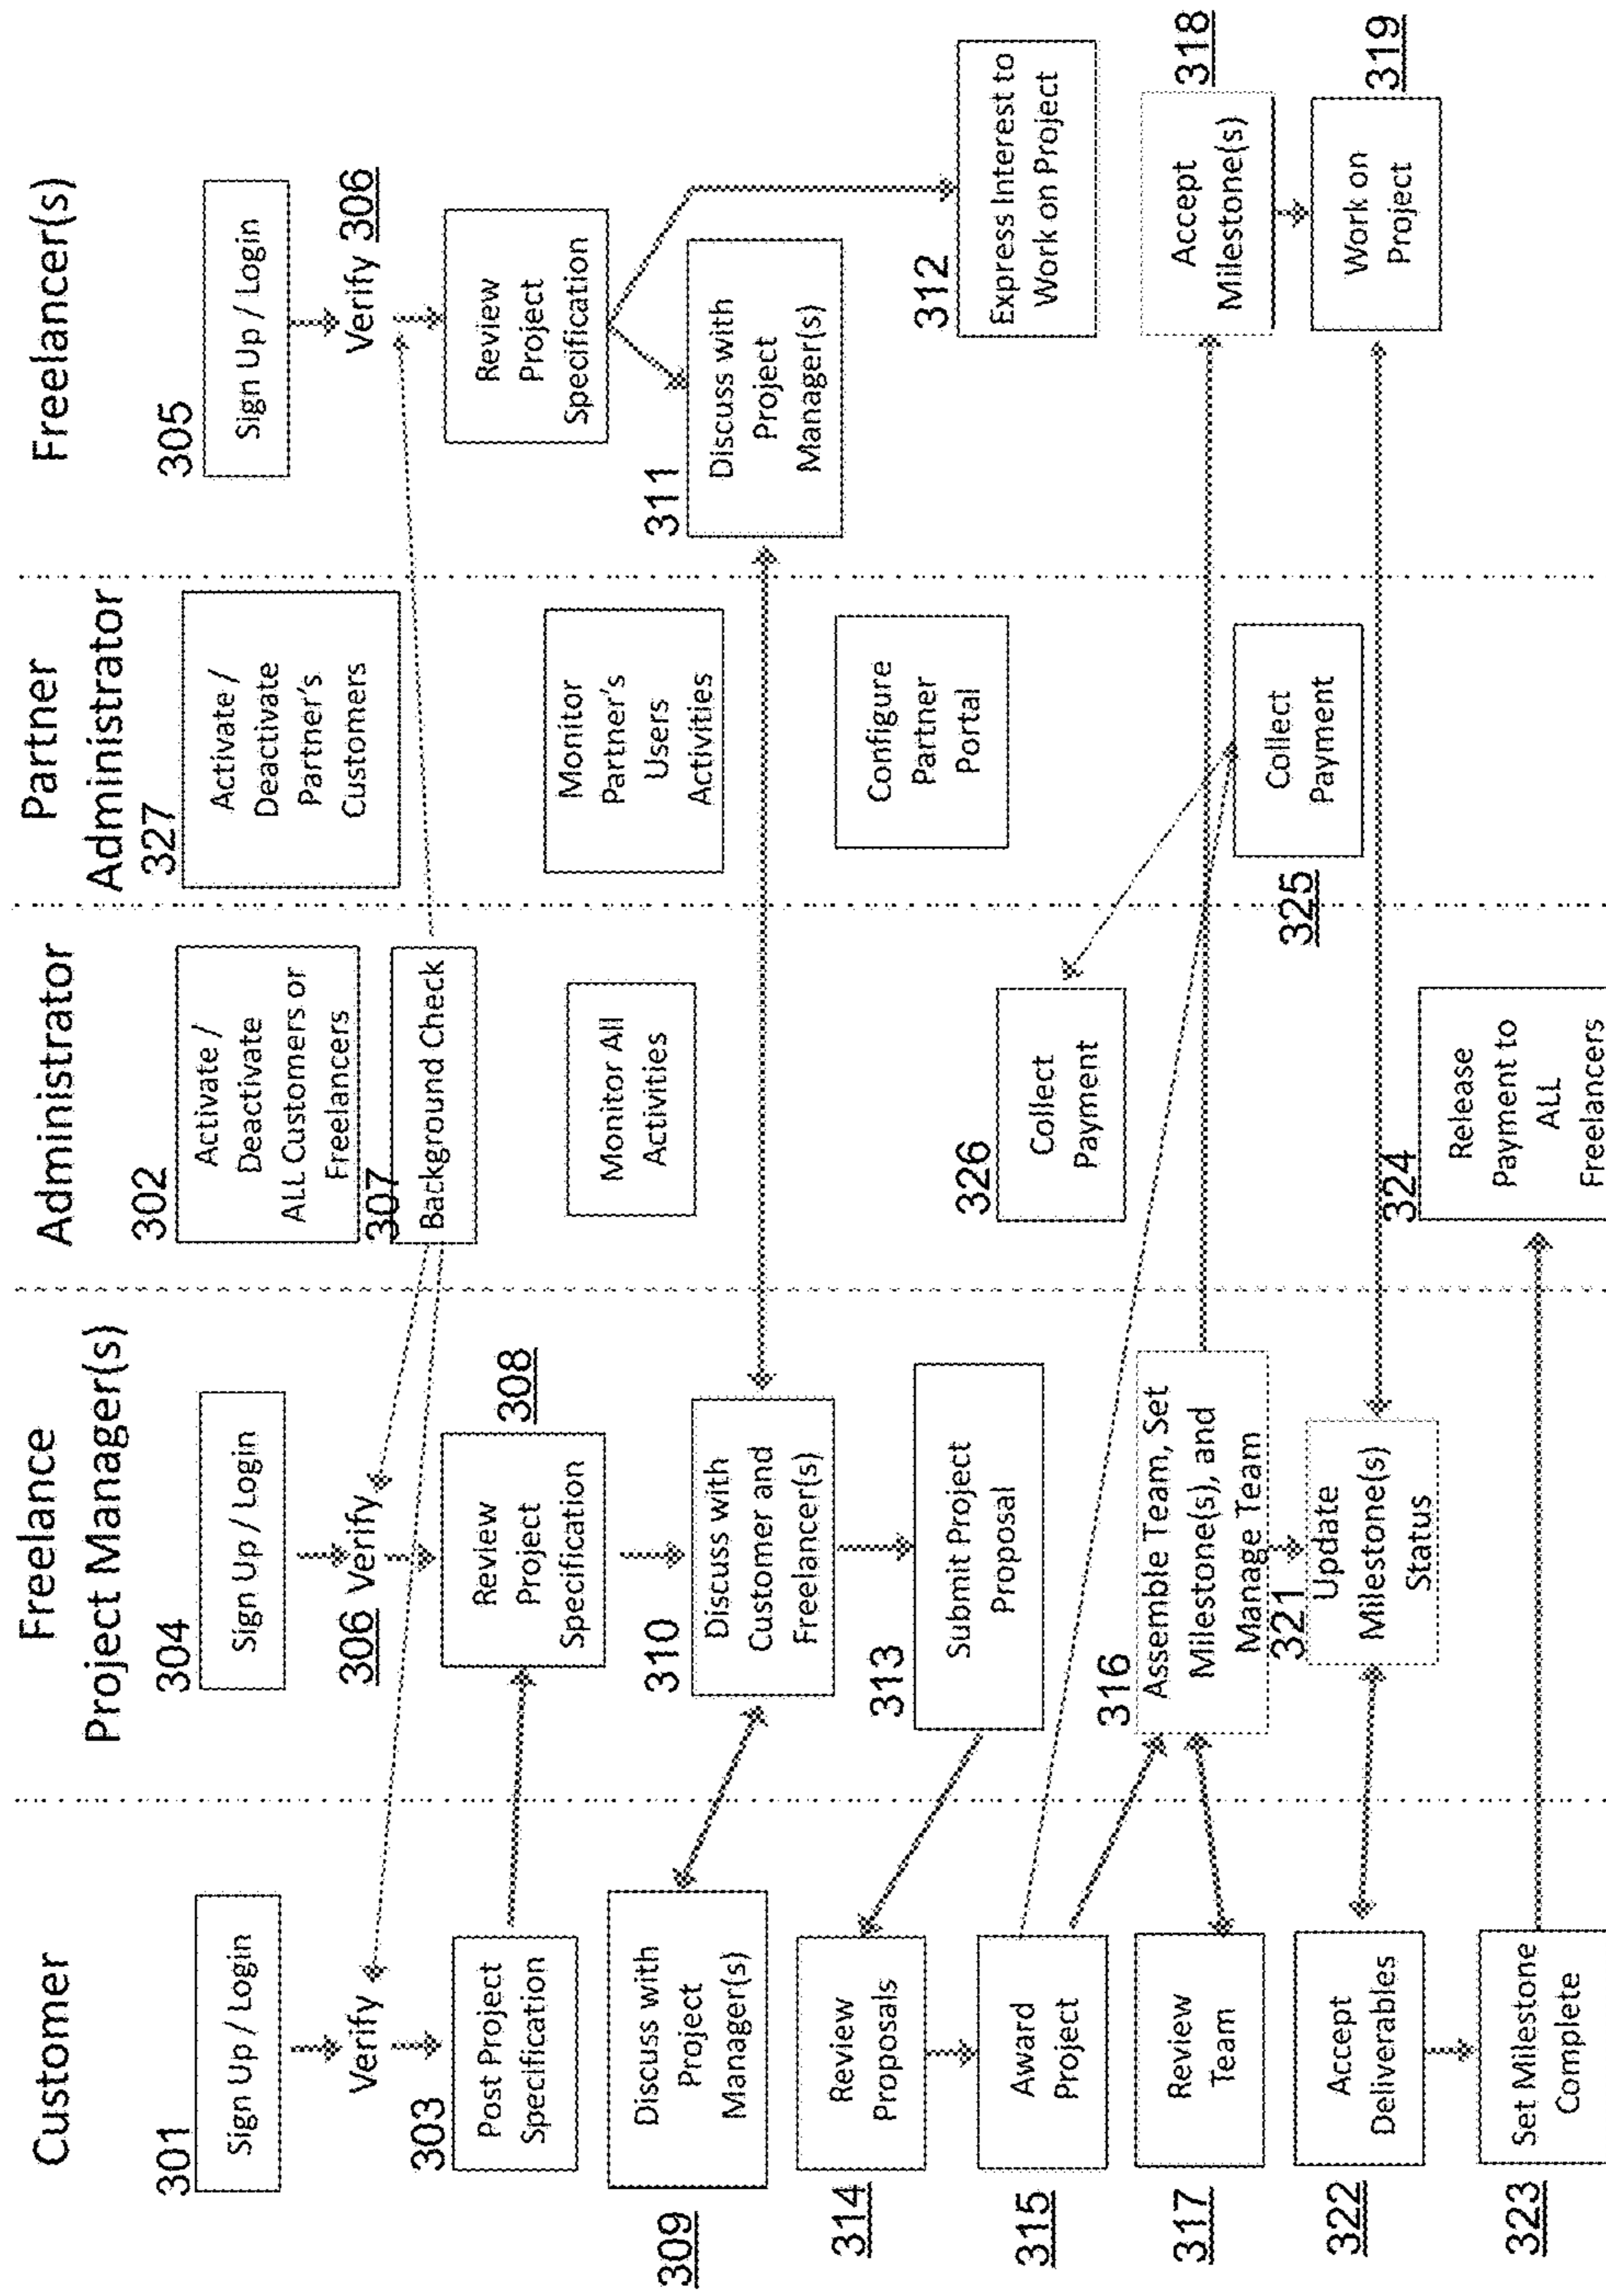 Customer
301
Sign Up / Login
Verify
303
Post Project
Specification
309
Discuss with
Project
Manager(s)
314
Review
Proposals
315
Award
Project
317
Review
Team
322
Accept
Deliverables
323
Set Milestone
Complete
Freelance
Project Manager(s)
304
Sign Up / Login
306 Verify
308
Review
Project
Specification
310
Discuss with
Customer and
Freelancer(s)
313
Submit Project
Proposal
316
Assemble Team, Set
Milestone(s), and
Manage Team
321
Update
Milestone(s)
Status
Administrator
302
Activate /
Deactivate
ALL Customers or
Freelancers
307
Background Check
Monitor All
Activities
326
Collect
Payment
324
Release
Payment to
ALL
Freelancers
Partner
Administrator
327
Activate /
Deactivate
Partner's
Customers
Monitor
Partner's
Users
Activities
Configure
Partner
Portal
325
Collect
Payment
Freelancer(s)
305
Sign Up / Login
Verify 306
Review
Project
Specification
311
Discuss with
Project
Manager(s)
312
Express Interest to
Work on Project
318
Accept
Milestone(s)
319
Work on
Project